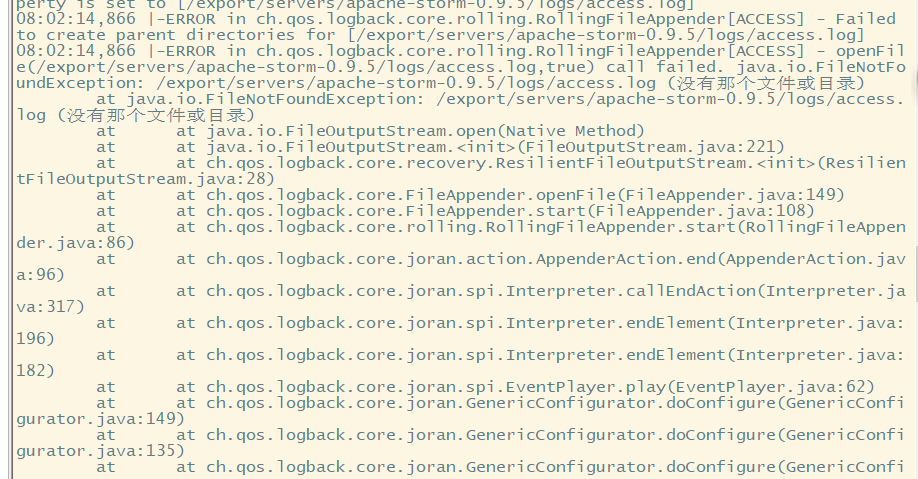 perty is set to [/export/servers/apache-storm-0.9.5/logs/access.log]
08:02:14,866 |-ERROR in ch.qos.logback.core.rolling.RollingFileAppender[ACCESS] - Failed
to create parent directories for [/export/servers/apache-storm-0.9.5/logs/access.log]
08:02:14,866 |-ERROR in ch.qos.logback.core.rolling.RollingFileAppender[ACCESS] - openFil
e(/export/servers/apache-storm-0.9.5/logs/access.log,true) call failed. java.io.FileNotFo
undException: /export/servers/apache-storm-0.9.5/logs/access.log (没有那个文件或目录)
at java.io.FileNotFoundException: /export/servers/apache-storm-0.9.5/logs/access.
log (没有那个文件或目录)
at at java.io.FileOutputStream.open(Native Method)
at at java.io.FileOutputStream.<init>(FileOutputStream.java:221)
at at ch.qos.logback.core.recovery.ResilientFileOutputStream.<init>(Resilien
tFileOutputStream.java:28)
at at ch.qos.logback.core.FileAppender.openFile(FileAppender.java:149)
at at ch.qos.logback.core.FileAppender.start(FileAppender.java:108)
at at ch.qos.logback.core.rolling.RollingFileAppender.start(RollingFileAppen
der.java:86)
at at ch.qos.logback.core.joran.action.AppenderAction.end(AppenderAction.jav
a:96)
at at ch.qos.logback.core.joran.spi.Interpreter.callEndAction(Interpreter.ja
va:317)
at at ch.qos.logback.core.joran.spi.Interpreter.endElement(Interpreter.java:
196)
at at ch.qos.logback.core.joran.spi.Interpreter.endElement(Interpreter.java:
182)
at at ch.qos.logback.core.joran.spi.EventPlayer.play(EventPlayer.java:62)
at at ch.qos.logback.core.joran.GenericConfigurator.doConfigure(GenericConfi
gurator.java:149)
at at ch.qos.logback.core.joran.GenericConfigurator.doConfigure(GenericConfi
gurator.java:135)
at at ch.qos.logback.core.joran.GenericConfigurator.doConfigure(GenericConfi